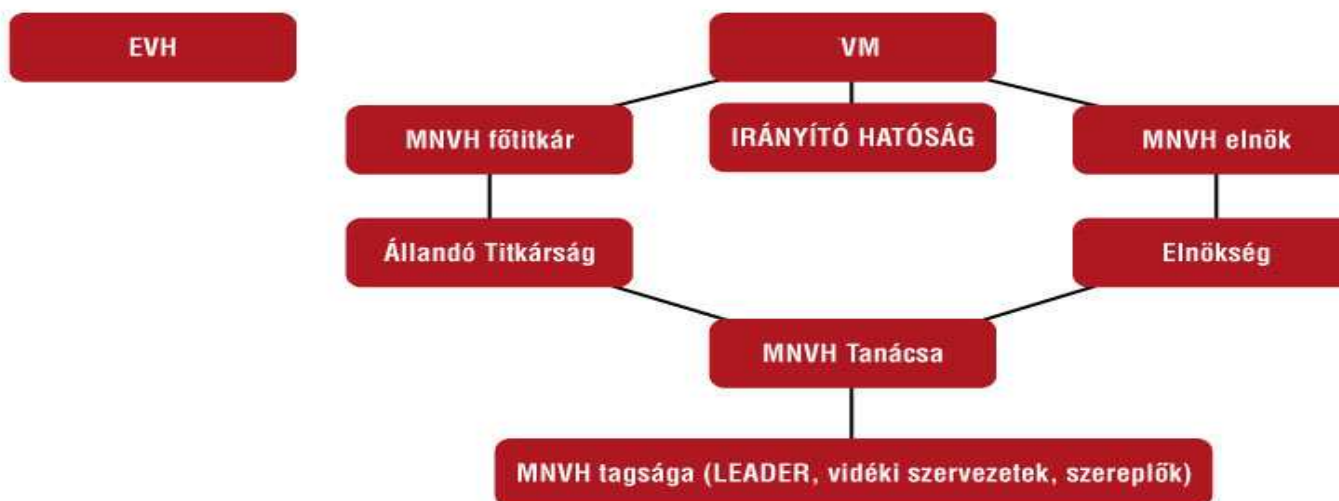 EVH
VM
MNVH főtitkár
IRÁNYÍTÓ HATÓSÁG
MNVH elnök
Állandó Titkárság
Elnökség
MNVH Tanácsa
MNVH tagsága (LEADER, vidéki szervezetek, szereplők)